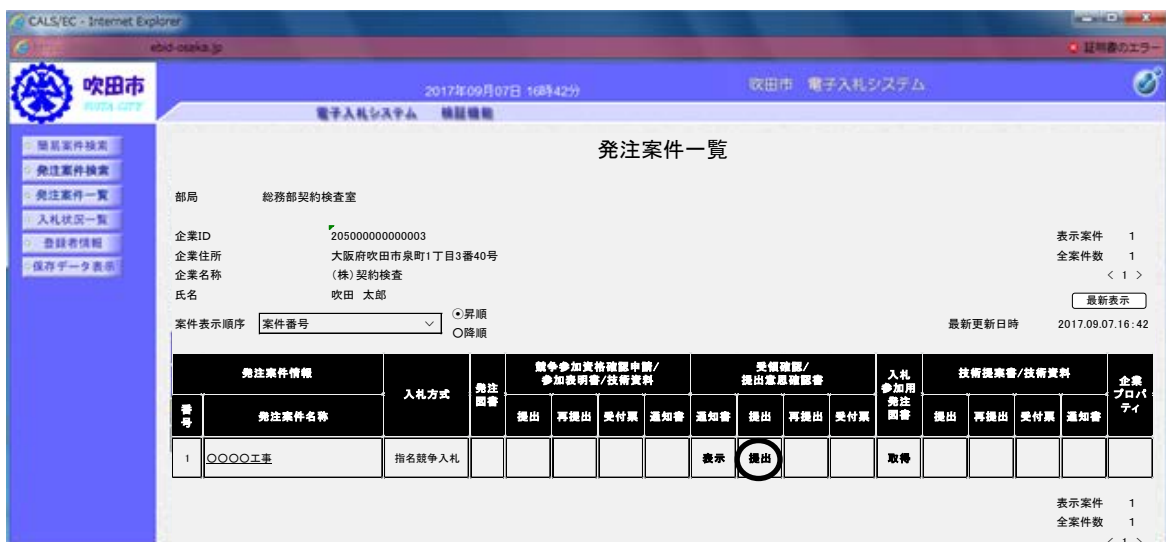 CALS/EC - Internet Explorer
ebid-osaka.jp
証明書のエラー
吹田市
SUITA CITY
2017年09月07日 16時42分
吹田市 電子入札システム
電子入札システム 検証機能
簡易案件検索
発注案件検索
発注案件一覧
入札状況一覧
登録者情報
保存データ表示
発注案件一覧
部局 総務部契約検査室
企業ID 205000000000003
企業住所 大阪府吹田市泉町1丁目3番40号
企業名称 (株)契約検査
氏名 吹田 太郎
案件表示順序 案件番号
昇順
降順
表示案件 1
全案件数 1
< 1 >
最新表示
最新更新日時 2017.09.07.16:42
発注案件情報
番号
発注案件名称
入札方式
発注図書
競争参加資格確認申請/
参加表明書/技術資料
提出 再提出 受付票 通知書
受領確認/
提出意思確認書
通知書 提出 再提出 受付票
入札
参加用
発注
図書
技術提案書/技術資料
提出 再提出 受付票 通知書
企業
プロパ
ティ
1 〇〇〇〇工事 指名競争入札 表示 提出 取得
表示案件 1
全案件数 1
< 1 >